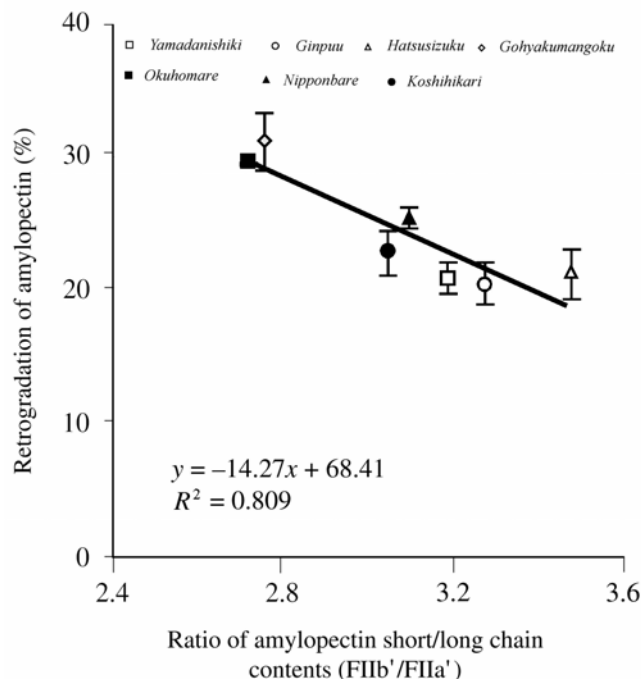 40
□ Yamadanishiki ○ Ginpuu △ Hatsusizuku ◇ Gohyakumangoku
■ Okuhomare ▲ Nipponbare ● Koshihikari
30
20
10
0
Retrogradation of amylopectin (%)
y = –14.27x + 68.41
R² = 0.809
2.4 2.8 3.2 3.6
Ratio of amylopectin short/long chain
contents (FIIb'/FIIa')